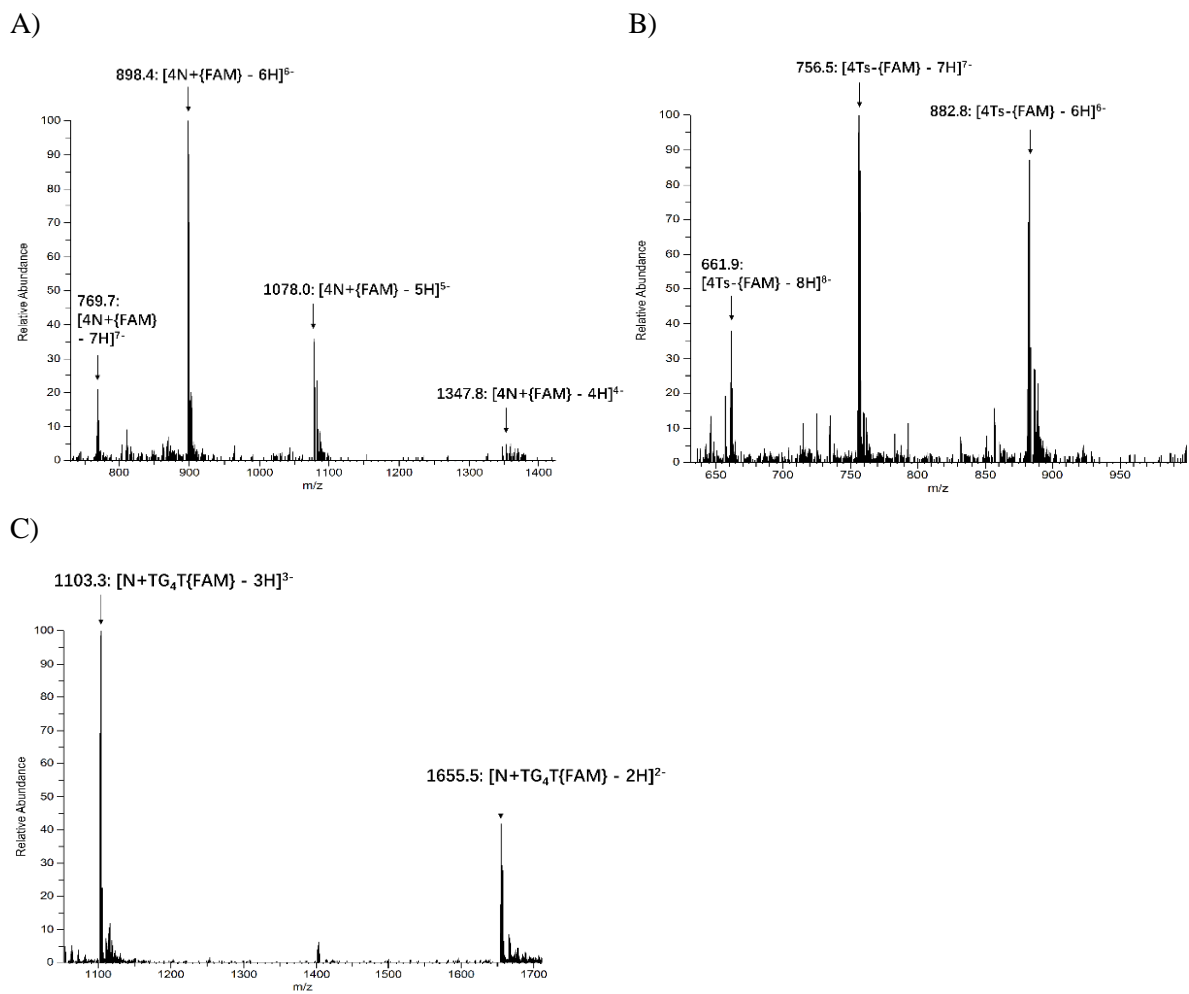 A)
898.4: [4N+{FAM} - 6H]⁶⁻
769.7:
[4N+{FAM}
- 7H]⁷⁻
1078.0: [4N+{FAM} - 5H]⁵⁻
1347.8: [4N+{FAM} - 4H]⁴⁻
Relative Abundance
100
90
80
70
60
50
40
30
20
10
0
800
900
1000
1100
1200
1300
1400
m/z
B)
756.5: [4Ts-{FAM} - 7H]⁷⁻
882.8: [4Ts-{FAM} - 6H]⁶⁻
661.9:
[4Ts-{FAM} - 8H]⁸⁻
Relative Abundance
100
90
80
70
60
50
40
30
20
10
0
650
700
750
800
850
900
950
m/z
C)
1103.3: [N+TG₄T{FAM} - 3H]³⁻
1655.5: [N+TG₄T{FAM} - 2H]²⁻
Relative Abundance
100
90
80
70
60
50
40
30
20
10
0
1100
1200
1300
1400
1500
1600
1700
m/z